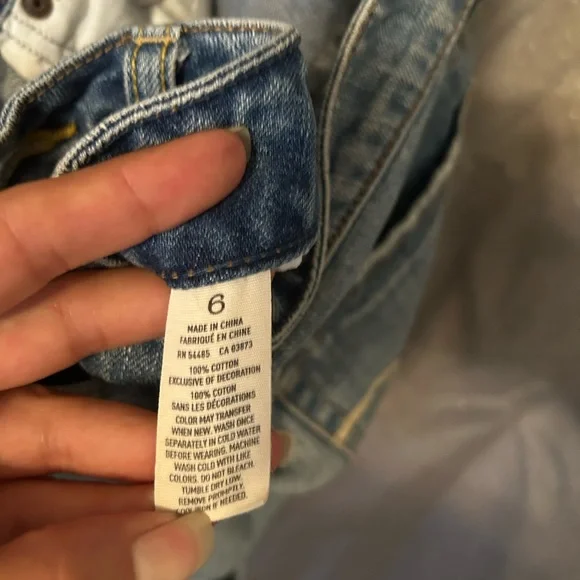 6
MADE IN CHINA
FABRIQUÉ EN CHINE
RN 54485 CA 03873
100% COTTON
EXCLUSIVE OF DECORATION
100% COTON
SANS LES DÉCORATIONS
COLOR MAY TRANSFER
WHEN NEW. WASH ONCE
SEPARATELY IN COLD WATER
BEFORE WEARING. MACHINE
WASH COLD WITH LIKE
COLORS. DO NOT BLEACH.
TUMBLE DRY LOW.
REMOVE PROMPTLY.
COOL IRON IF NEEDED.